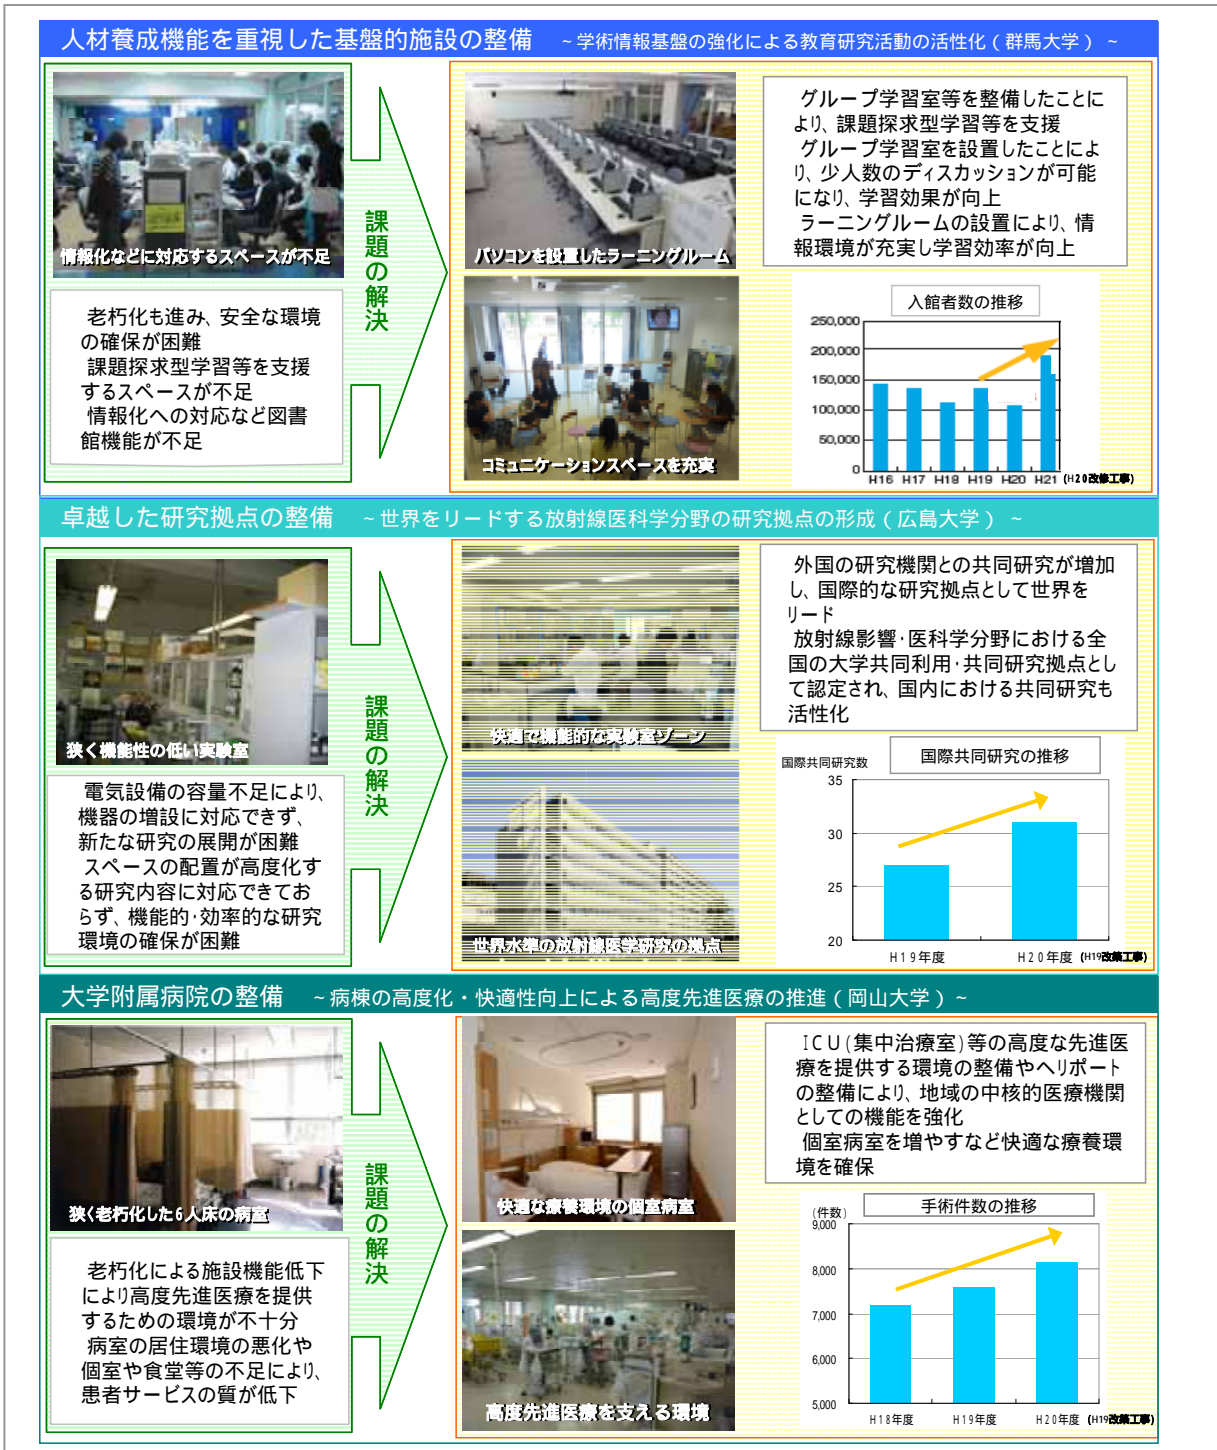 人材養成機能を重視した基盤的施設の整備　～学術情報基盤の強化による教育研究活動の活性化（群馬大学）～
情報化などに対応するスペースが不足
老朽化も進み、安全な環境
の確保が困難
課題探求型学習等を支援
するスペースが不足
情報化への対応など図書
館機能が不足
課題の解決
パソコンを設置したラーニングルーム
コミュニケーションスペースを充実
グループ学習室等を整備したことに
より、課題探求型学習等を支援
グループ学習室を設置したことによ
り、少人数のディスカッションが可能
になり、学習効果が向上
ラーニングルームの設置により、情
報環境が充実し学習効率が向上
入館者数の推移
250,000
200,000
150,000
100,000
50,000
0
H16 H17 H18 H19 H20 H21 (H20改修工事)
卓越した研究拠点の整備　～世界をリードする放射線医科学分野の研究拠点の形成（広島大学）～
狭く機能性の低い実験室
電気設備の容量不足により、
機器の増設に対応できず、
新たな研究の展開が困難
スペースの配置が高度化す
る研究内容に対応できてお
らず、機能的・効率的な研究
環境の確保が困難
課題の解決
快適で機能的な実験室ゾーン
世界水準の放射線医学研究の拠点
外国の研究機関との共同研究が増加
し、国際的な研究拠点として世界を
リード
放射線影響・医科学分野における全
国の大学共同利用・共同研究拠点とし
て認定され、国内における共同研究も
活性化
国際共同研究の推移
国際共同研究数
35
30
25
20
H19年度 H20年度 (H19改築工事)
大学附属病院の整備　～病棟の高度化・快適性向上による高度先進医療の推進（岡山大学）～
狭く老朽化した6人床の病室
老朽化による施設機能低下
により高度先進医療を提供
するための環境が不十分
病室の居住環境の悪化や
個室や食堂等の不足により、
患者サービスの質が低下
課題の解決
快適な療養環境の個室病室
高度先進医療を支える環境
ICU(集中治療室)等の高度な先進医
療を提供する環境の整備やヘリポート
の整備により、地域の中核的医療機関
としての機能を強化
個室病室を増やすなど快適な療養環
境を確保
手術件数の推移
(件数)
9,000
8,000
7,000
6,000
5,000
H18年度 H19年度 H20年度 (H19改築工事)